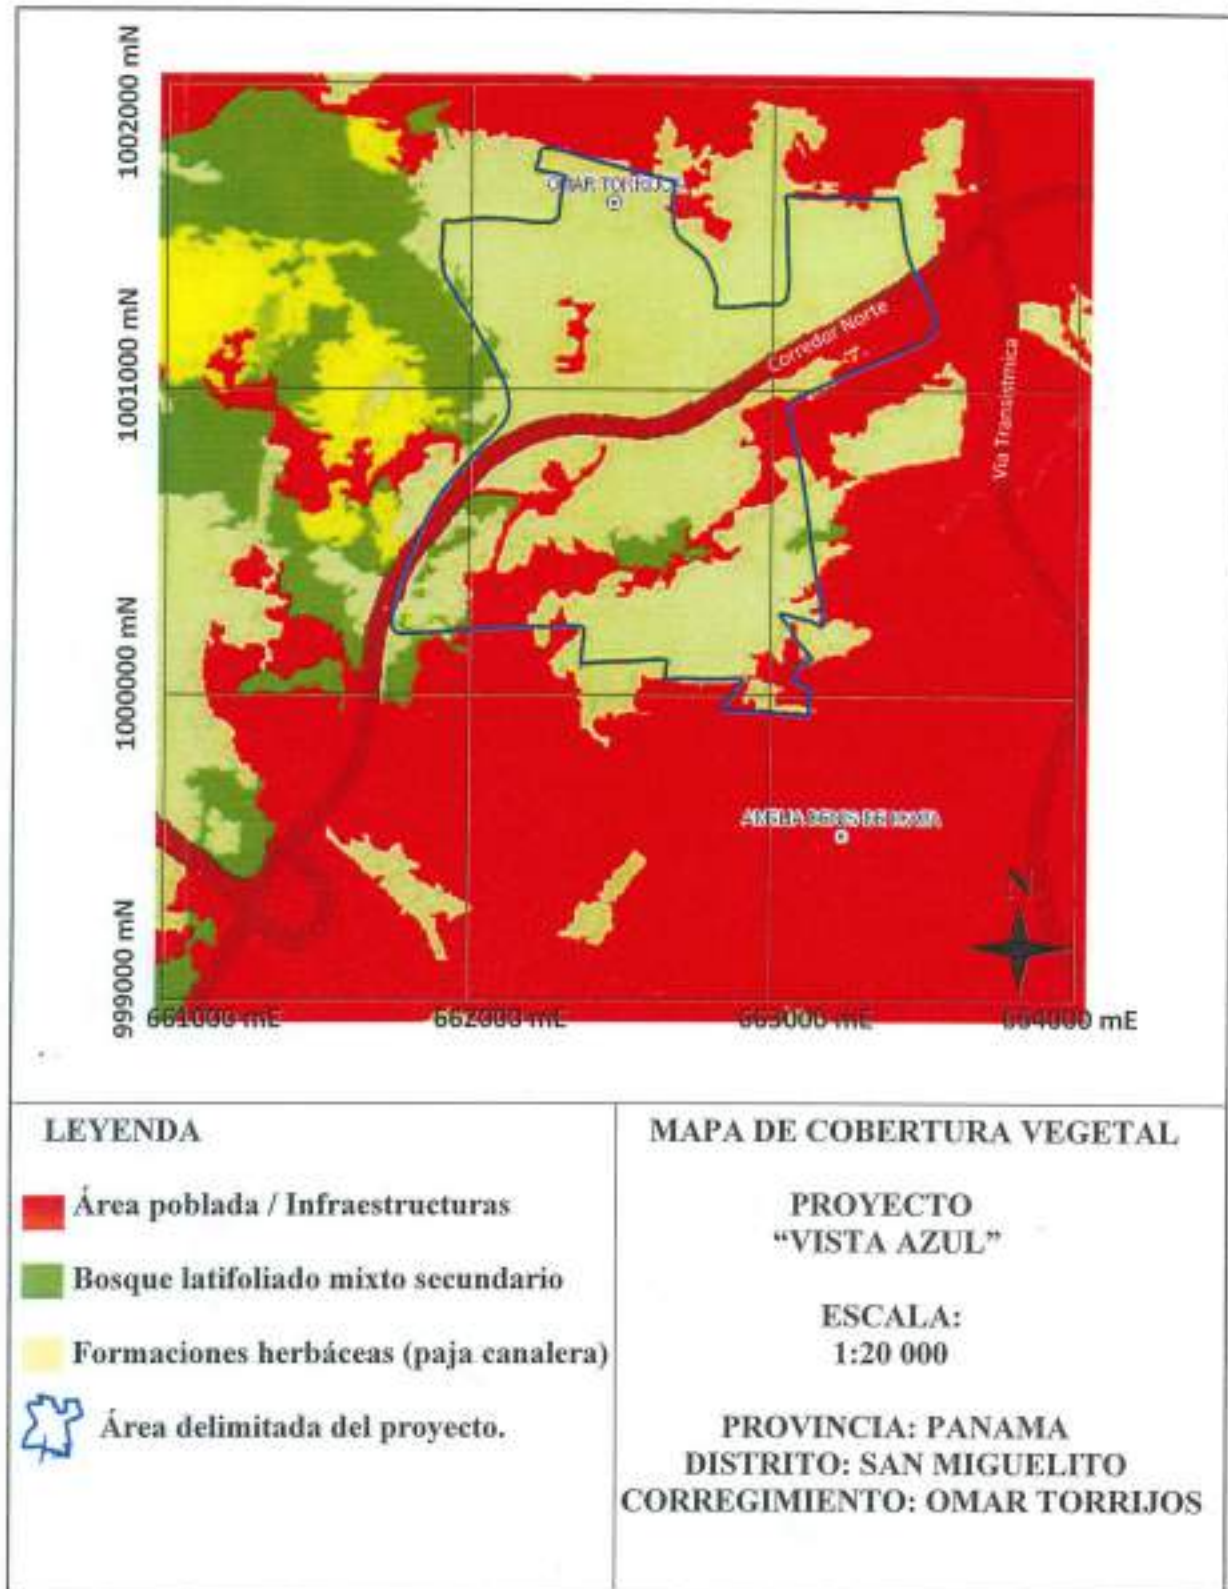 1002000 mN
1001000 mN
1000000 mN
999000 mN
OMAR TORRIJOS
Corredor Norte
Via Transistmica
N
661000 mE
662000 mE
663000 mE
664000 mE
LEYENDA
Área poblada / Infraestructuras
Bosque latifoliado mixto secundario
Formaciones herbáceas (paja canalera)
Área delimitada del proyecto.
MAPA DE COBERTURA VEGETAL
PROYECTO
“VISTA AZUL”
ESCALA:
1:20 000
PROVINCIA: PANAMA
DISTRITO: SAN MIGUELITO
CORREGIMIENTO: OMAR TORRIJOS